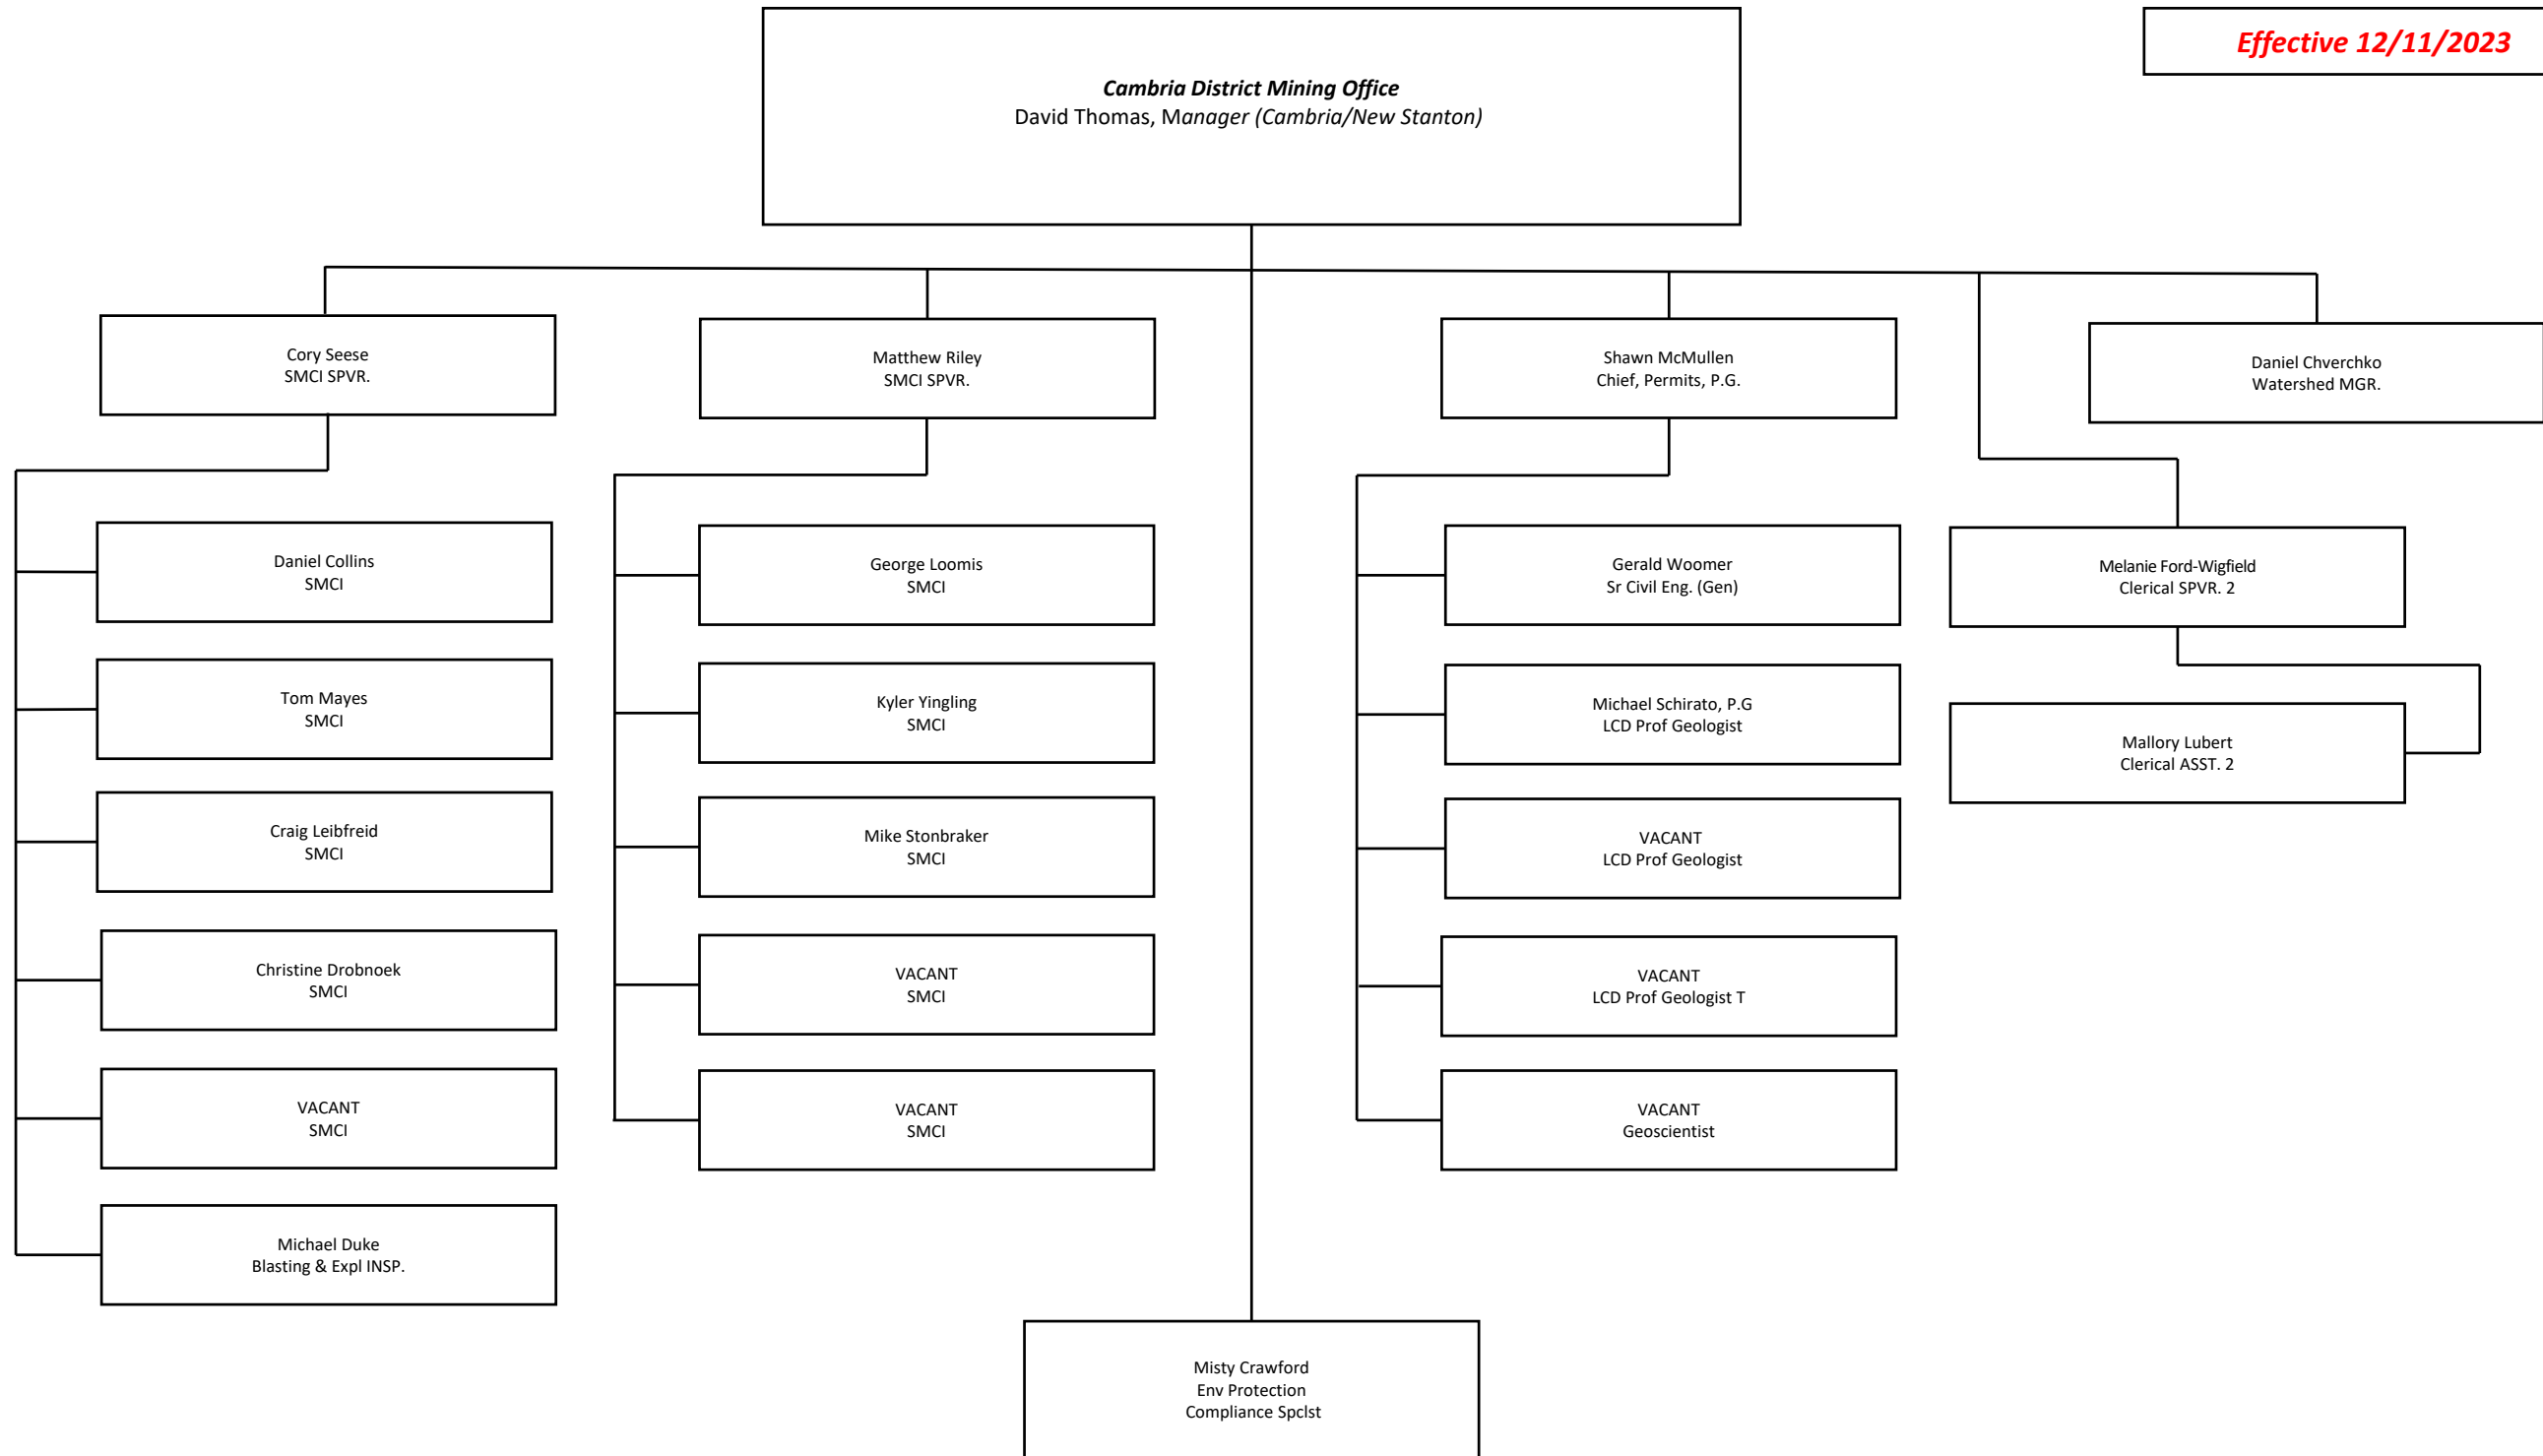 Effective 12/11/2023
Cambria District Mining Office
David Thomas, Manager (Cambria/New Stanton)
Cory Seese
SMCI SPVR.
Matthew Riley
SMCI SPVR.
Shawn McMullen
Chief, Permits, P.G.
Daniel Chverchko
Watershed MGR.
Daniel Collins
SMCI
Tom Mayes
SMCI
Craig Leibfreid
SMCI
Christine Drobnoek
SMCI
VACANT
SMCI
Michael Duke
Blasting & Expl INSP.
George Loomis
SMCI
Kyler Yingling
SMCI
Mike Stonbraker
SMCI
VACANT
SMCI
VACANT
SMCI
Gerald Woomer
Sr Civil Eng. (Gen)
Michael Schirato, P.G
LCD Prof Geologist
VACANT
LCD Prof Geologist
VACANT
LCD Prof Geologist T
VACANT
Geoscientist
Melanie Ford-Wigfield
Clerical SPVR. 2
Mallory Lubert
Clerical ASST. 2
Misty Crawford
Env Protection
Compliance Spclst